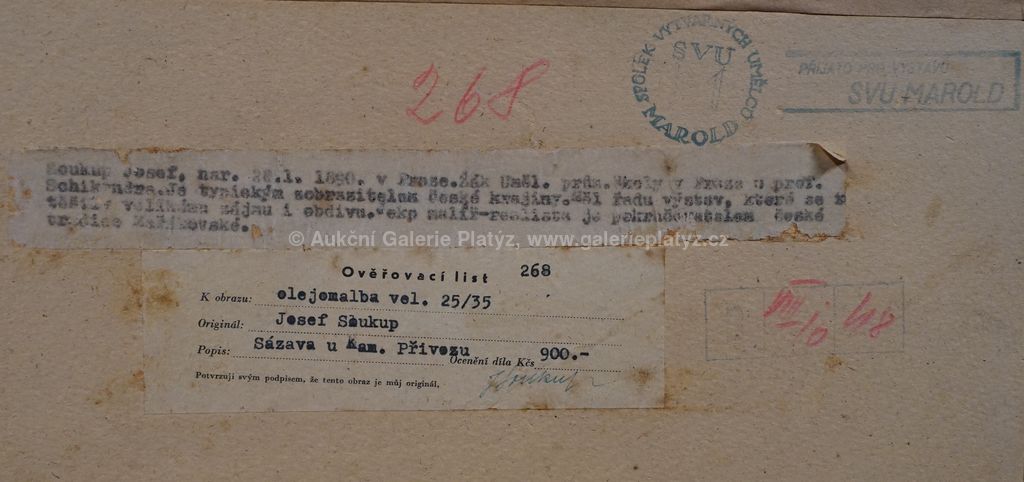 268
SPOLEK VÝTVARNÝCH UMĚLCŮ MAROLD
SVU
PŘIJATO PRO VÝSTAVU
SVU MAROLD
Soukup Josef, nar. 28.1. 1890. v Praze.Žák Uměl. prům. školy v Praze u prof.
Schikandra.Je typickým zobrazitelem české krajiny.Měl řadu výstav, které se
těšily velikému zájmu i obdivu. malíř-realista je pokračovatelem české
tradice Mařákovské.
© Aukční Galerie Platýz, www.galerieplatyz.cz
Ověřovací list 268
K obrazu: olejomalba vel. 25/35
Originál: Josef Soukup
Popis: Sázava u Kam. Přívozu Ocenění díla Kčs 900.-
Potvrzuji svým podpisem, že tento obraz je můj originál.
JSoukup
48